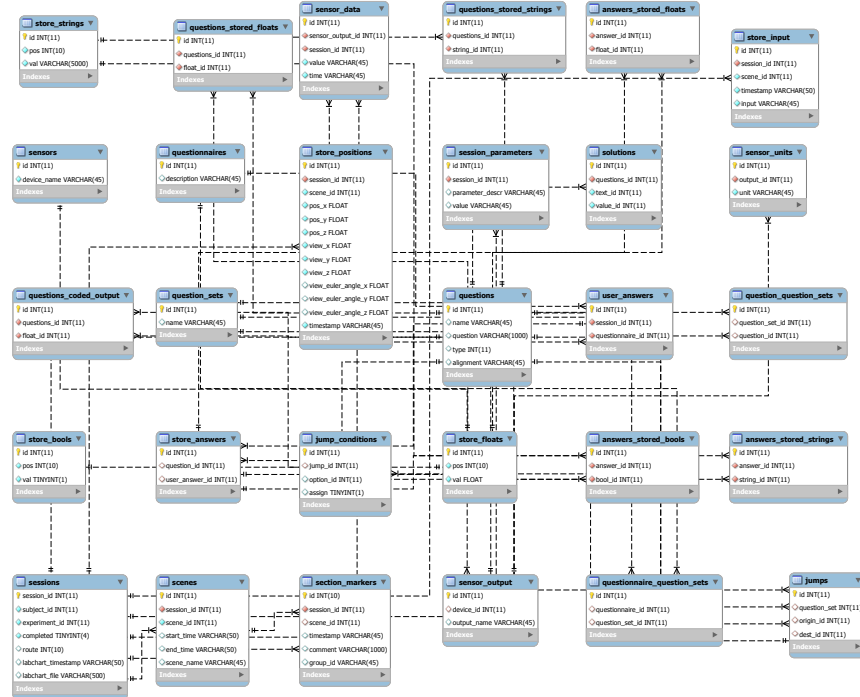 store_strings
id INT(11)
pos INT(10)
val VARCHAR(5000)
Indexes
questions_stored_floats
id INT(11)
questions_id INT(11)
float_id INT(11)
Indexes
sensor_data
id INT(11)
sensor_output_id INT(11)
session_id INT(11)
value VARCHAR(45)
time VARCHAR(45)
Indexes
questions_stored_strings
id INT(11)
questions_id INT(11)
string_id INT(11)
Indexes
answers_stored_floats
id INT(11)
answer_id INT(11)
float_id INT(11)
Indexes
store_input
id INT(11)
session_id INT(11)
scene_id INT(11)
timestamp VARCHAR(50)
input VARCHAR(45)
Indexes
sensors
id INT(11)
device_name VARCHAR(45)
Indexes
questionnaires
id INT(11)
description VARCHAR(45)
Indexes
store_positions
id INT(11)
session_id INT(11)
scene_id INT(11)
pos_x FLOAT
pos_y FLOAT
pos_z FLOAT
view_x FLOAT
view_y FLOAT
view_z FLOAT
view_euler_angle_x FLOAT
view_euler_angle_y FLOAT
view_euler_angle_z FLOAT
timestamp VARCHAR(45)
Indexes
session_parameters
id INT(11)
session_id INT(11)
parameter_descr VARCHAR(45)
value VARCHAR(45)
Indexes
solutions
id INT(11)
questions_id INT(11)
text_id INT(11)
value_id INT(11)
Indexes
sensor_units
id INT(11)
output_id INT(11)
unit VARCHAR(45)
Indexes
questions_coded_output
id INT(11)
questions_id INT(11)
float_id INT(11)
Indexes
question_sets
id INT(11)
name VARCHAR(45)
Indexes
questions
id INT(11)
name VARCHAR(45)
question VARCHAR(1000)
type INT(11)
alignment VARCHAR(45)
Indexes
user_answers
id INT(11)
session_id INT(11)
questionnaire_id INT(11)
Indexes
question_question_sets
id INT(11)
question_set_id INT(11)
question_id INT(11)
Indexes
store_bools
id INT(11)
pos INT(10)
val TINYINT(1)
Indexes
store_answers
id INT(11)
question_id INT(11)
user_answer_id INT(11)
Indexes
jump_conditions
id INT(11)
jump_id INT(11)
option_id INT(11)
assign TINYINT(1)
Indexes
store_floats
id INT(11)
pos INT(10)
val FLOAT
Indexes
answers_stored_bools
id INT(11)
answer_id INT(11)
bool_id INT(11)
Indexes
answers_stored_strings
id INT(11)
answer_id INT(11)
string_id INT(11)
Indexes
sessions
session_id INT(11)
subject_id INT(11)
experiment_id INT(11)
completed TINYINT(4)
route INT(10)
labchart_timestamp VARCHAR(50)
labchart_file VARCHAR(500)
Indexes
scenes
id INT(11)
session_id INT(11)
scene_id INT(11)
start_time VARCHAR(50)
end_time VARCHAR(50)
scene_name VARCHAR(45)
Indexes
section_markers
id INT(10)
session_id INT(11)
scene_id INT(11)
timestamp VARCHAR(45)
comment VARCHAR(1000)
group_id VARCHAR(45)
Indexes
sensor_output
id INT(11)
device_id INT(11)
output_name VARCHAR(45)
Indexes
questionnaire_question_sets
id INT(11)
questionnaire_id INT(11)
question_set_id INT(11)
Indexes
jumps
id INT(11)
question_set INT(11)
origin_id INT(11)
dest_id INT(11)
Indexes